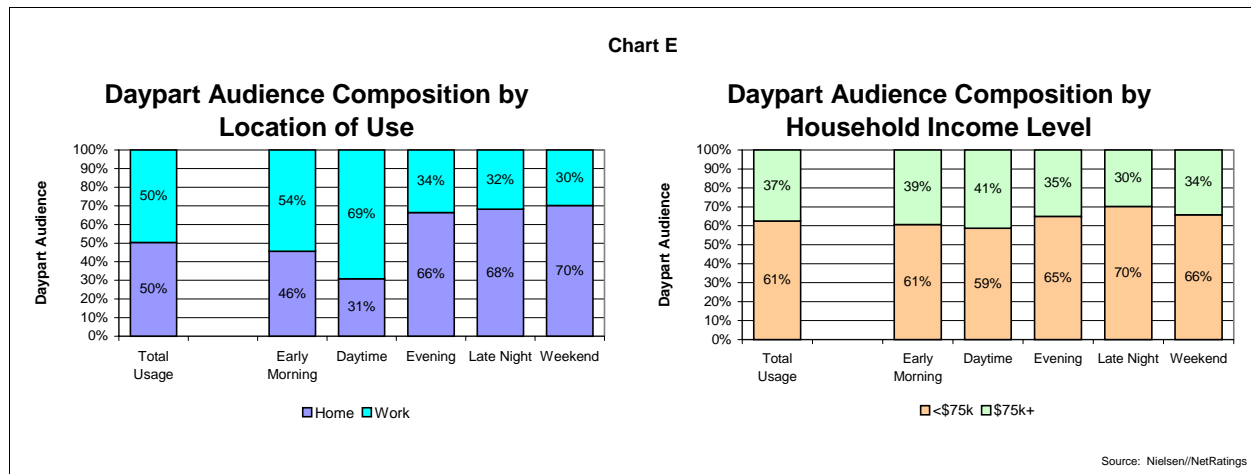 Chart E
Daypart Audience Composition by
Location of Use
Daypart Audience
100%
90%
80%
70%
60%
50%
40%
30%
20%
10%
0%
50%
54%
69%
34%
32%
30%
50%
46%
31%
66%
68%
70%
Total
Usage
Early
Morning
Daytime
Evening
Late Night
Weekend
Home
Work
Daypart Audience Composition by
Household Income Level
Daypart Audience
100%
90%
80%
70%
60%
50%
40%
30%
20%
10%
0%
37%
39%
41%
35%
30%
34%
61%
61%
59%
65%
70%
66%
Total
Usage
Early
Morning
Daytime
Evening
Late Night
Weekend
<$75k
$75k+
Source: Nielsen//NetRatings